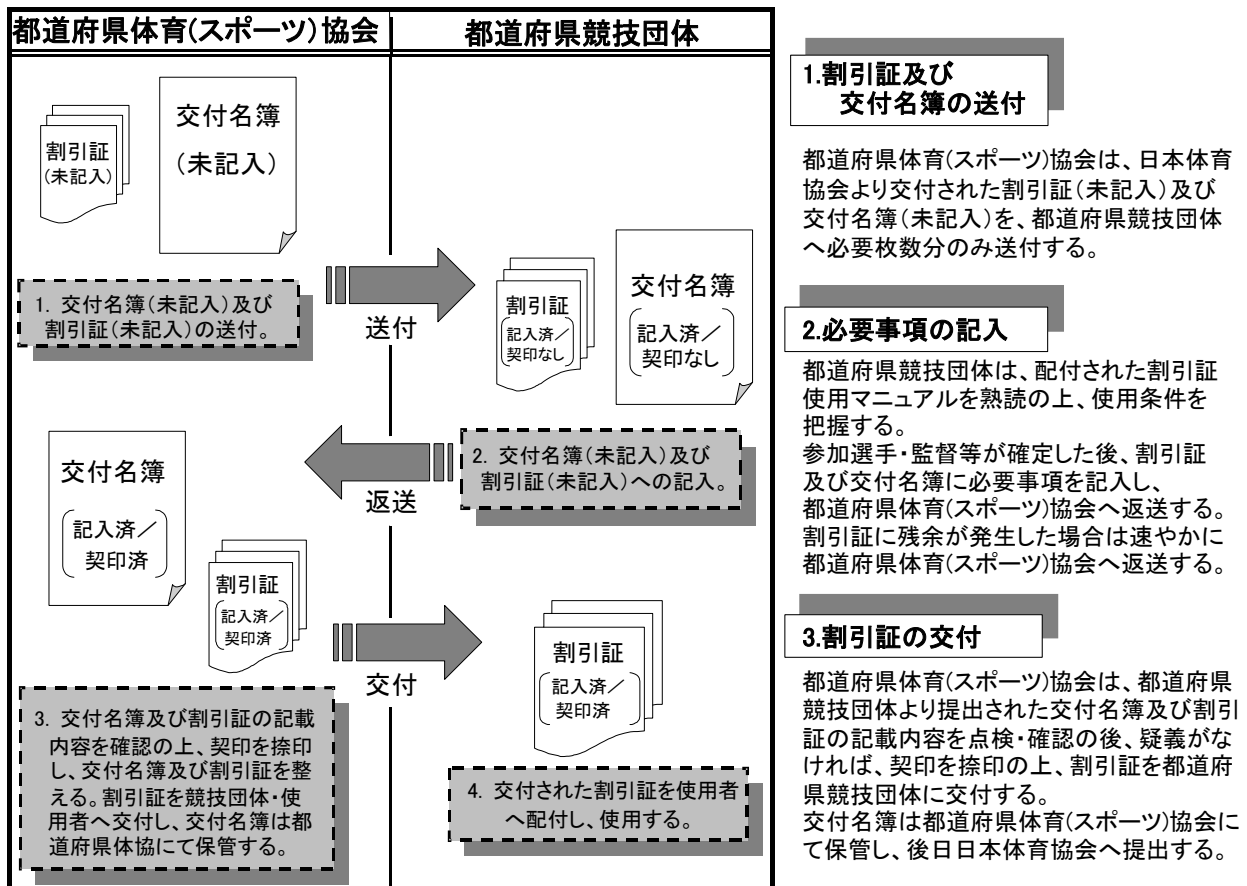 都道府県体育(スポーツ)協会
都道府県競技団体
割引証
(未記入)
交付名簿
(未記入)
1. 交付名簿(未記入)及び
割引証(未記入)の送付。
送付
割引証
記入済／
契印なし
交付名簿
記入済／
契印なし
2. 交付名簿(未記入)及び
割引証(未記入)への記入。
返送
交付名簿
記入済／
契印済
割引証
記入済／
契印済
交付
割引証
記入済／
契印済
3. 交付名簿及び割引証の記載
内容を確認の上、契印を捺印
し、交付名簿及び割引証を整
える。割引証を競技団体・使
用者へ交付し、交付名簿は都
道府県体協にて保管する。
4. 交付された割引証を使用者
へ配付し、使用する。
1.割引証及び
交付名簿の送付
都道府県体育(スポーツ)協会は、日本体育
協会より交付された割引証(未記入)及び
交付名簿(未記入)を、都道府県競技団体
へ必要枚数分のみ送付する。
2.必要事項の記入
都道府県競技団体は、配付された割引証
使用マニュアルを熟読の上、使用条件を
把握する。
参加選手・監督等が確定した後、割引証
及び交付名簿に必要事項を記入し、
都道府県体育(スポーツ)協会へ返送する。
割引証に残余が発生した場合は速やかに
都道府県体育(スポーツ)協会へ返送する。
3.割引証の交付
都道府県体育(スポーツ)協会は、都道府県
競技団体より提出された交付名簿及び割引
証の記載内容を点検・確認の後、疑義がな
ければ、契印を捺印の上、割引証を都道府
県競技団体に交付する。
交付名簿は都道府県体育(スポーツ)協会に
て保管し、後日日本体育協会へ提出する。